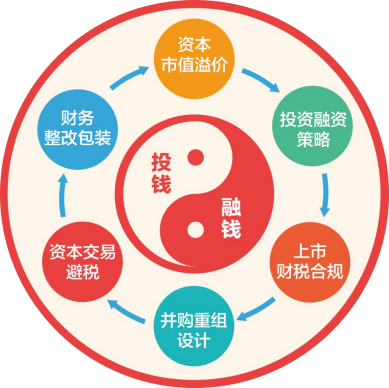 资本
市值溢价
投资融资
策略
上市
财税合规
并购重组
设计
资本交易
避税
财务
整改包装
投
钱
融
钱